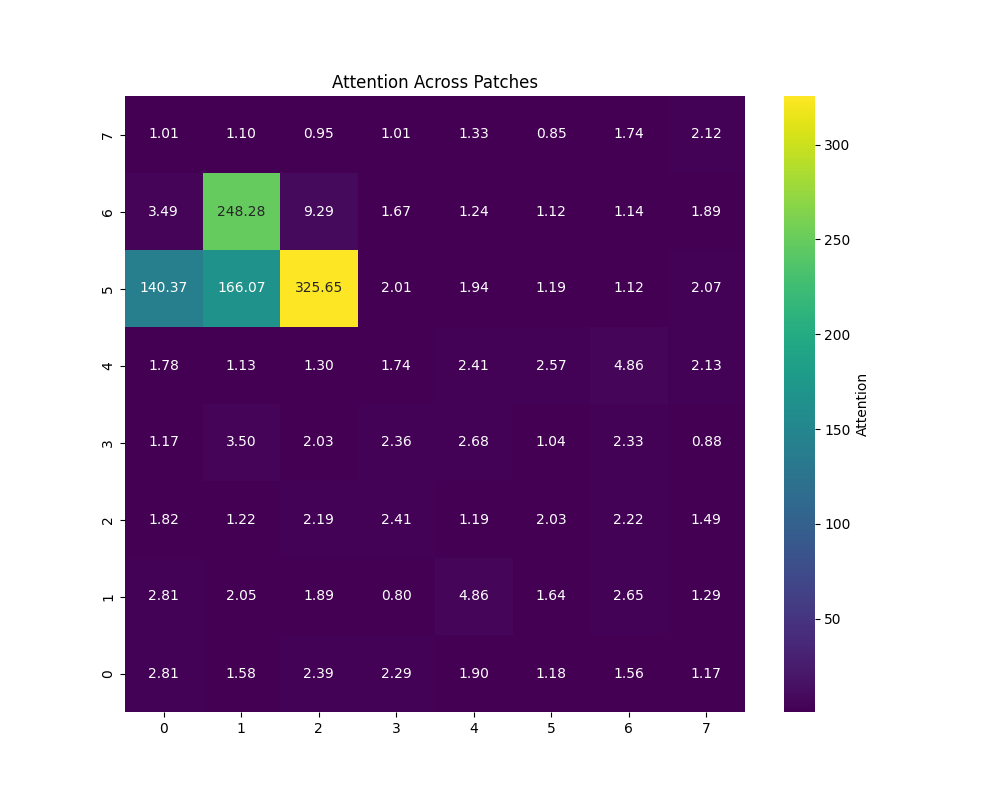 Attention Across Patches
7 1.01 1.10 0.95 1.01 1.33 0.85 1.74 2.12
6 3.49 248.28 9.29 1.67 1.24 1.12 1.14 1.89
5 140.37 166.07 325.65 2.01 1.94 1.19 1.12 2.07
4 1.78 1.13 1.30 1.74 2.41 2.57 4.86 2.13
3 1.17 3.50 2.03 2.36 2.68 1.04 2.33 0.88
2 1.82 1.22 2.19 2.41 1.19 2.03 2.22 1.49
1 2.81 2.05 1.89 0.80 4.86 1.64 2.65 1.29
0 2.81 1.58 2.39 2.29 1.90 1.18 1.56 1.17
0 1 2 3 4 5 6 7
300
250
200
150
100
50
Attention